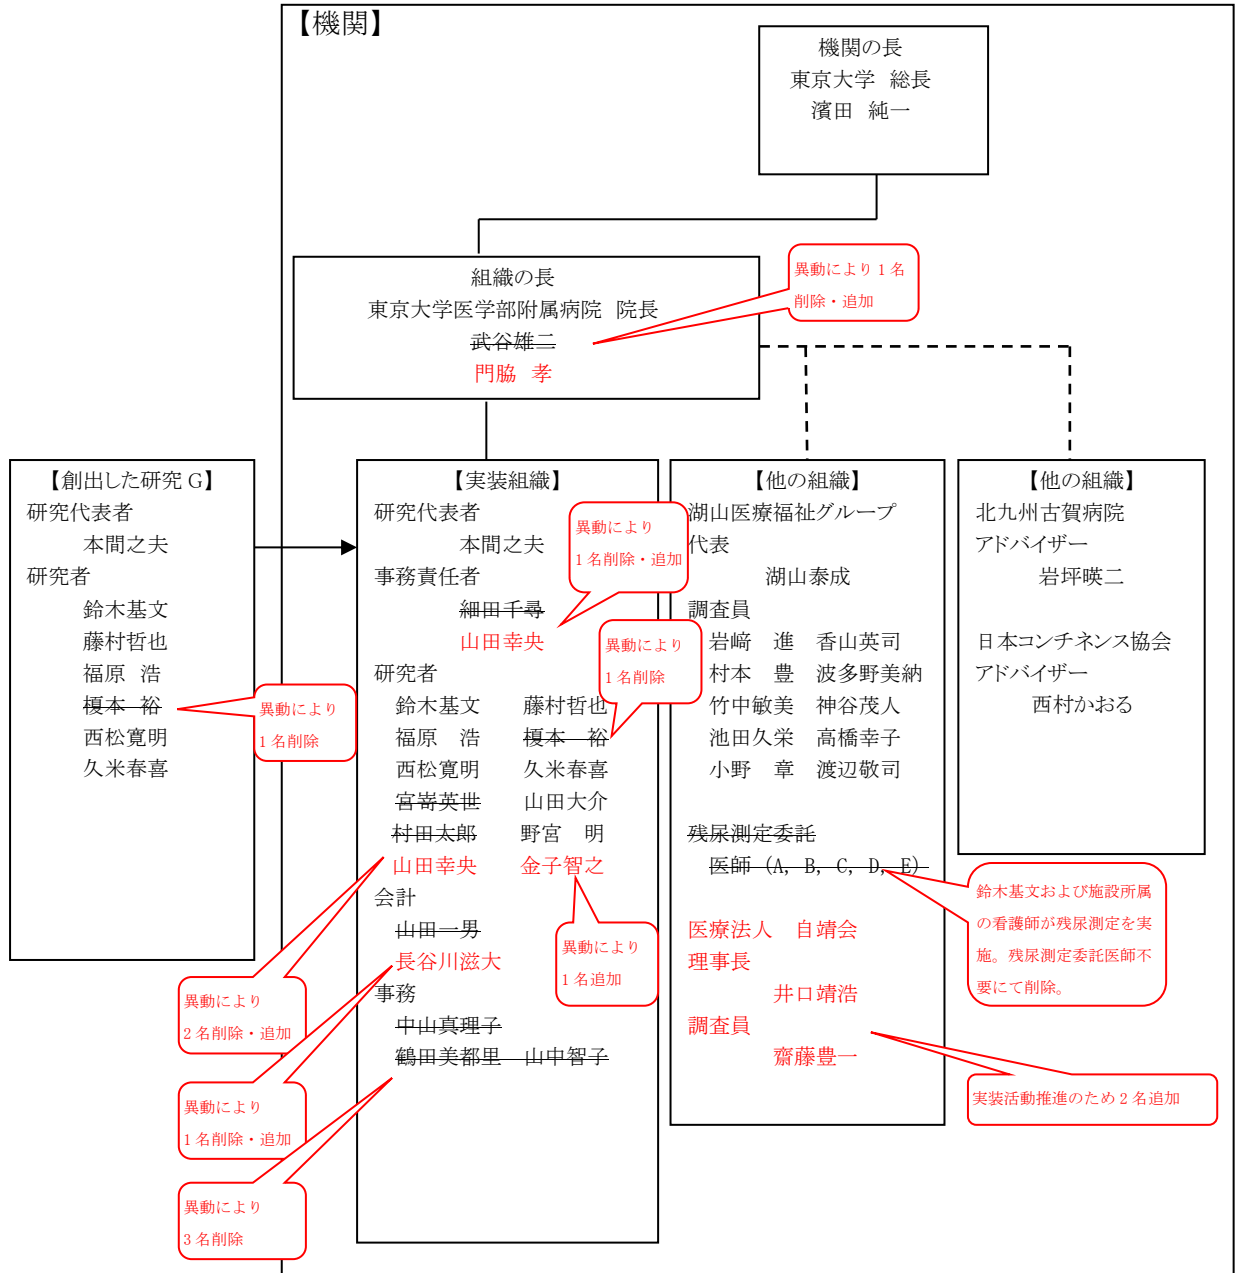 【機関】
機関の長
東京大学 総長
濱田 純一
組織の長
東京大学医学部附属病院 院長
武谷雄二
門脇 孝
異動により1名
削除・追加
【創出した研究G】
研究代表者
本間之夫
研究者
鈴木基文
藤村哲也
福原 浩
榎本 裕
西松寛明
久米春喜
異動により
1名削除
【実装組織】
研究代表者
本間之夫
事務責任者
細田千尋
山田幸央
研究者
鈴木基文 藤村哲也
福原 浩 榎本 裕
西松寛明 久米春喜
宮嵜英世 山田大介
村田太郎 野宮 明
山田幸央 金子智之
会計
山田一男
長谷川滋大
事務
中山真理子
鶴田美都里 山中智子
異動により
1名削除・追加
異動により
1名削除
異動により
1名追加
異動により
2名削除・追加
異動により
1名削除・追加
異動により
3名削除
【他の組織】
湖山医療福祉グループ
代表
湖山泰成
調査員
岩﨑 進 香山英司
村本 豊 波多野美納
竹中敏美 神谷茂人
池田久栄 高橋幸子
小野 章 渡辺敬司
残尿測定委託
医師（A, B, C, D, E）
医療法人 自靖会
理事長
井口靖浩
調査員
齋藤豊一
【他の組織】
北九州古賀病院
アドバイザー
岩坪暎二
日本コンチネンス協会
アドバイザー
西村かおる
鈴木基文および施設所属
の看護師が残尿測定を実
施。残尿測定委託医師不
要にて削除。
実装活動推進のため2名追加